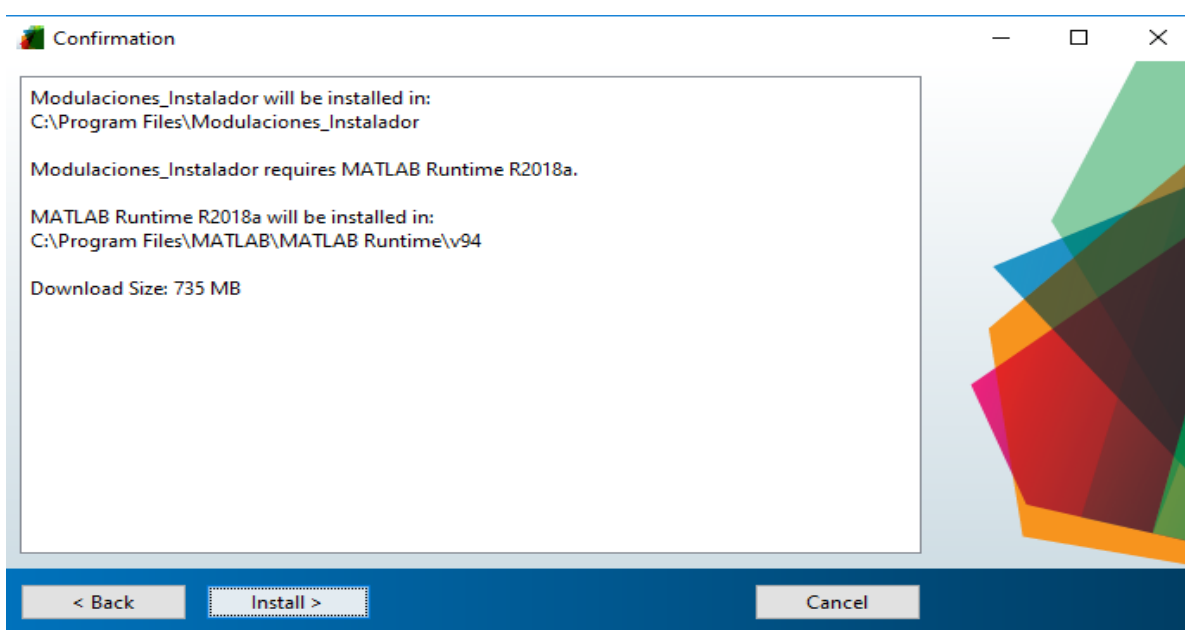 Confirmation
Modulaciones_Instalador will be installed in:
C:\Program Files\Modulaciones_Instalador
Modulaciones_Instalador requires MATLAB Runtime R2018a.
MATLAB Runtime R2018a will be installed in:
C:\Program Files\MATLAB\MATLAB Runtime\v94
Download Size: 735 MB
< Back Install > Cancel